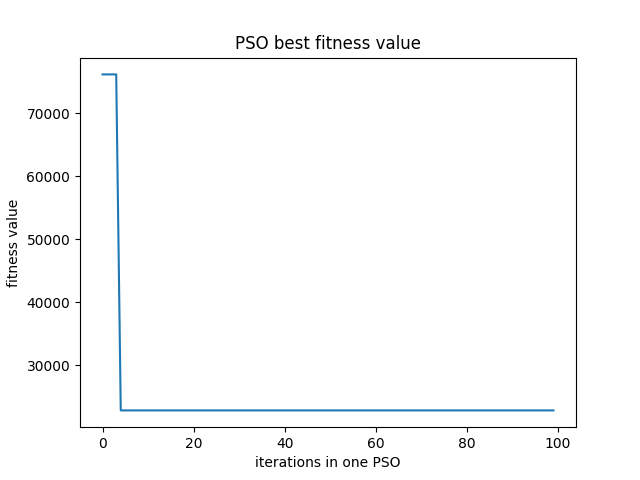 PSO best fitness value
70000
60000
50000
40000
30000
fitness value
0 20 40 60 80 100
iterations in one PSO